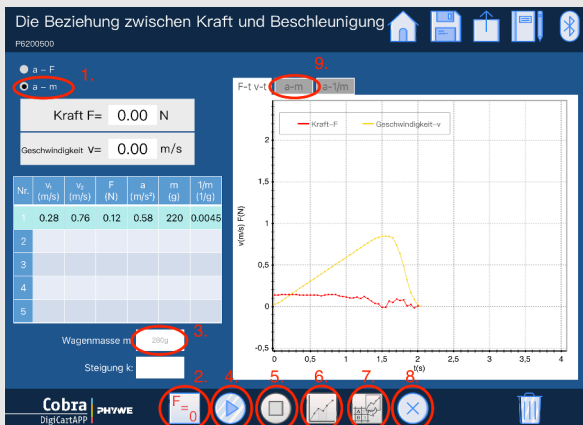 Die Beziehung zwischen Kraft und Beschleunigung
P6200500
a – F
1.
a – m
Kraft F= 0.00 N
Geschwindigkeit v= 0.00 m/s
Nr. v₁ (m/s) v₂ (m/s) F (N) a (m/s²) m (g) 1/m (1/g)
1 0.28 0.76 0.12 0.58 220 0.0045
2
3
4
5
Wagenmasse m 280g 3.
Steigung k:
9.
F-t v-t a-m a-1/m
Kraft-F Geschwindigkeit-v
v(m/s) F(N)
2
1,5
1
0,5
0
-0,5
0 0,5 1 1,5 2 2,5 3 3,5 4
t(s)
2. 4. 5. 6. 7. 8.
F=0
Cobra PHYWE
DigiCartAPP